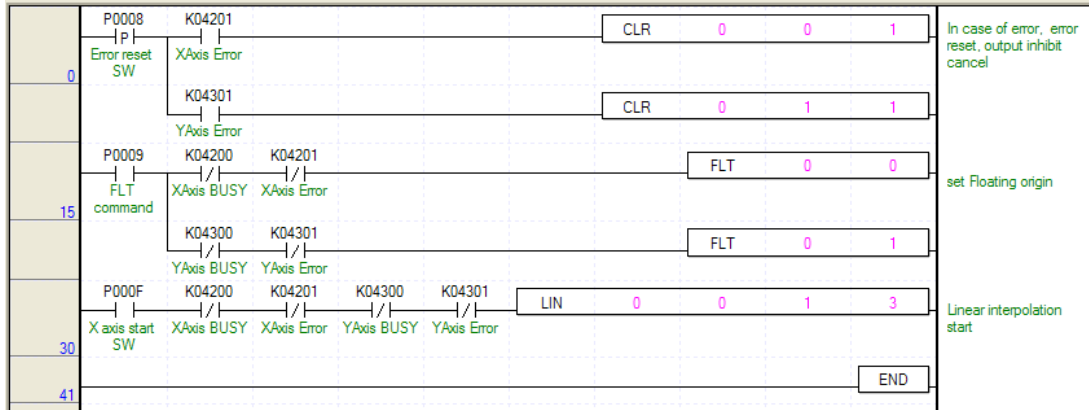 P0008 K04201
P CLR 0 0 1 In case of error, error
Error reset XAxis Error reset, output inhibit
SW cancel
0
K04301
CLR 0 1 1
YAxis Error
P0009 K04200 K04201
FLT 0 0
FLT XAxis BUSY XAxis Error set Floating origin
command
15
K04300 K04301
FLT 0 1
YAxis BUSY YAxis Error
P000F K04200 K04201 K04300 K04301
LIN 0 0 1 3 Linear interpolation
X axis start XAxis BUSY XAxis Error YAxis BUSY YAxis Error start
SW
30
END
41